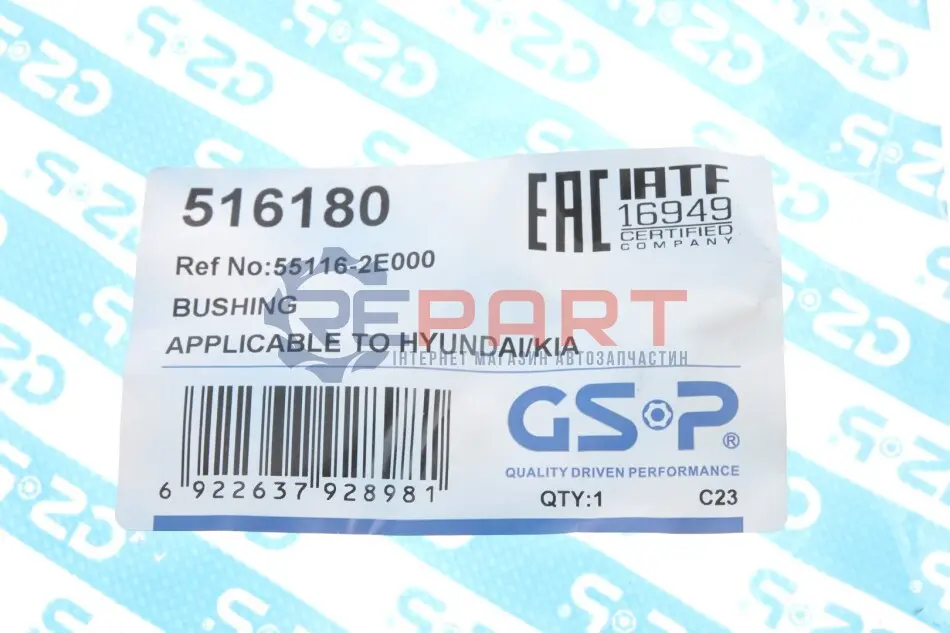 516180
EAC
IATF
16949
CERTIFIED
COMPANY
Ref No:55116-2E000
BUSHING
REPART
APPLICABLE TO HYUNDAI/KIA
ІНТЕРНЕТ МАГАЗИН АВТОЗАПЧАСТИН
GSP®
QUALITY DRIVEN PERFORMANCE
6 922637 928981
QTY:1 C23